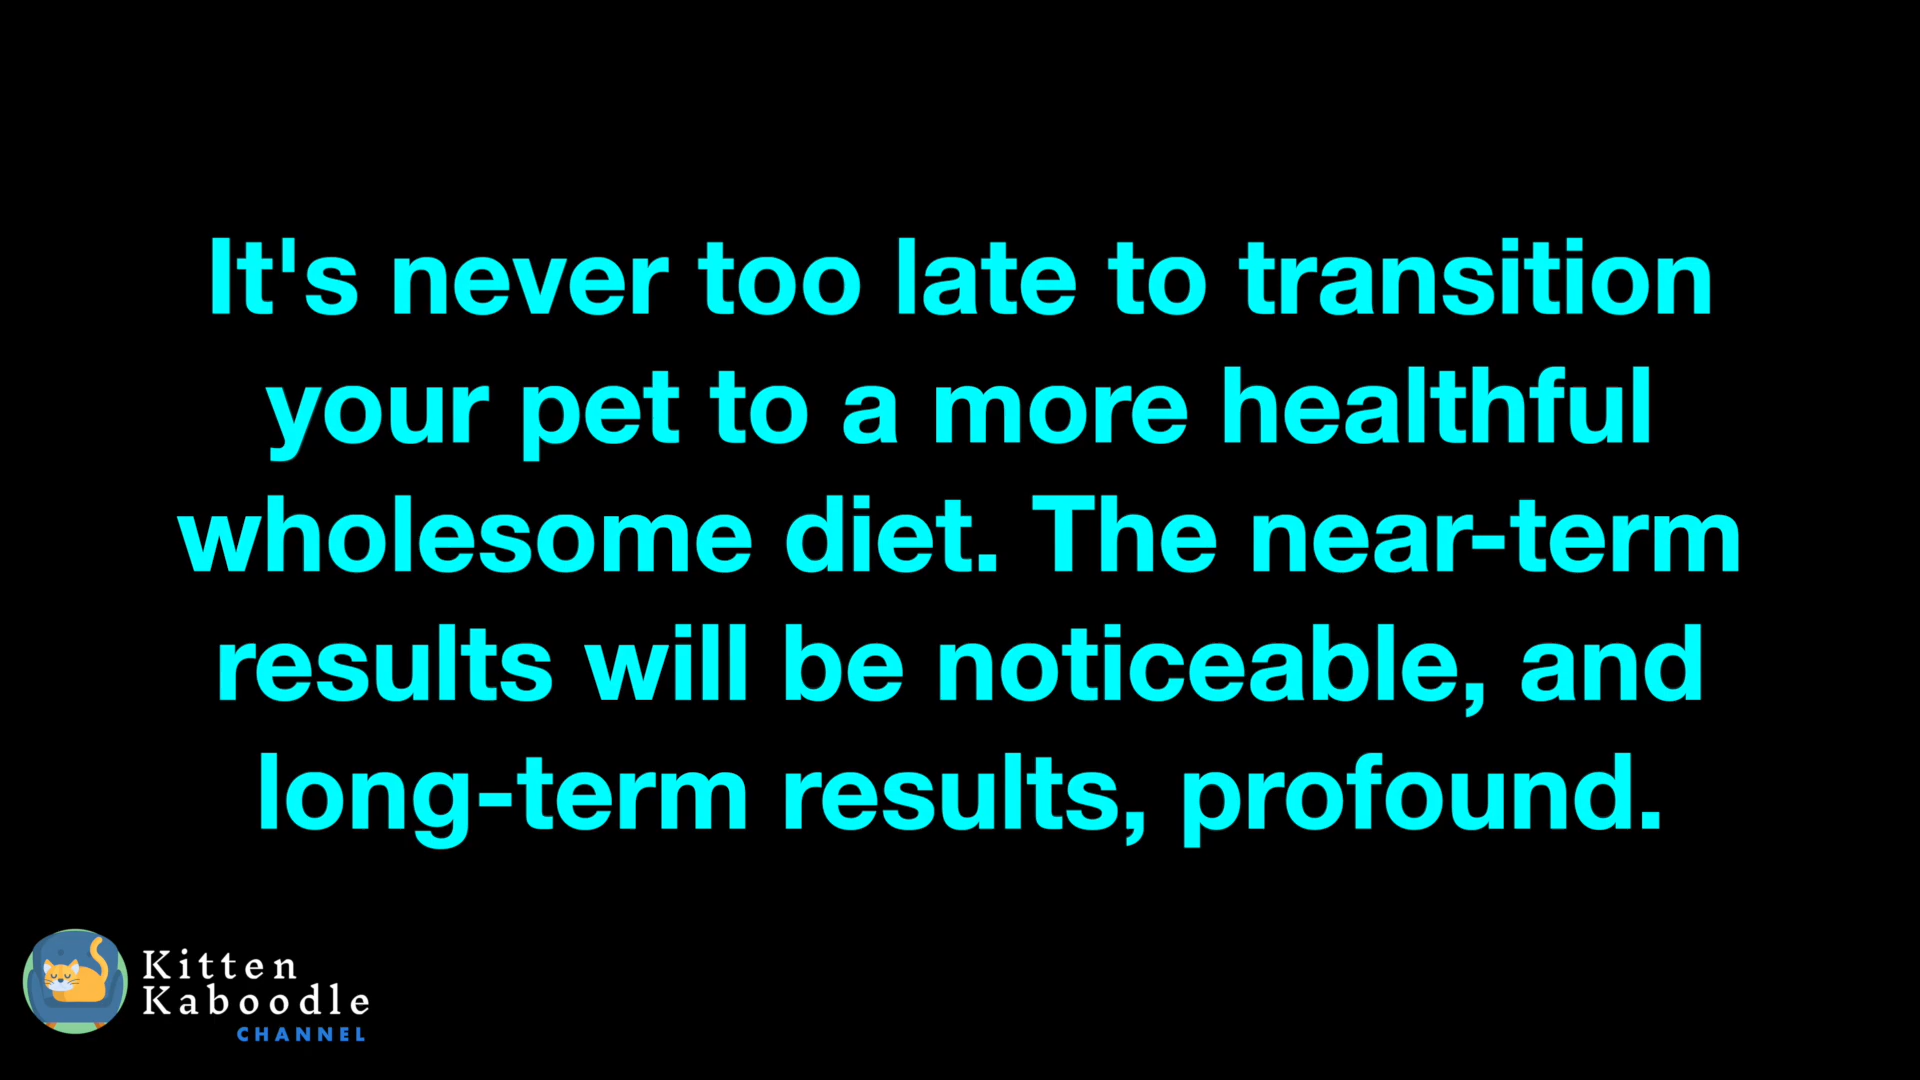 It's never too late to transition
your pet to a more healthful
wholesome diet. The near-term
results will be noticeable, and
long-term results, profound.
Kitten
Kaboodle
CHANNEL